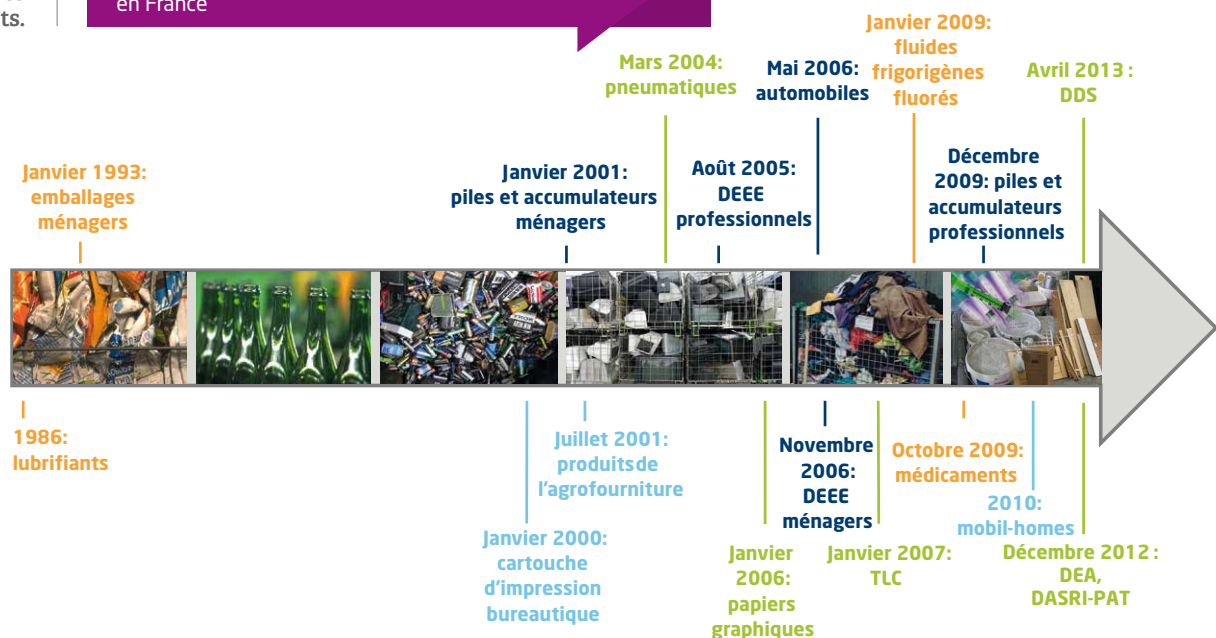 ts.
en France
Janvier 2009:
fluides
frigorigènes
fluorés
Mars 2004:
pneumatiques
Mai 2006:
automobiles
Avril 2013 :
DDS
Janvier 1993:
emballages
ménagers
Janvier 2001:
piles et accumulateurs
ménagers
Août 2005:
DEEE
professionnels
Décembre
2009: piles et
accumulateurs
professionnels
1986:
lubrifiants
Juillet 2001:
produits de
l'agrofourniture
Janvier 2000:
cartouche
d'impression
bureautique
Novembre
2006:
DEEE
ménagers
Octobre 2009:
médicaments
2010:
mobil-homes
Janvier
2006:
papiers
graphiques
Janvier 2007:
TLC
Décembre 2012 :
DEA,
DASRI-PAT